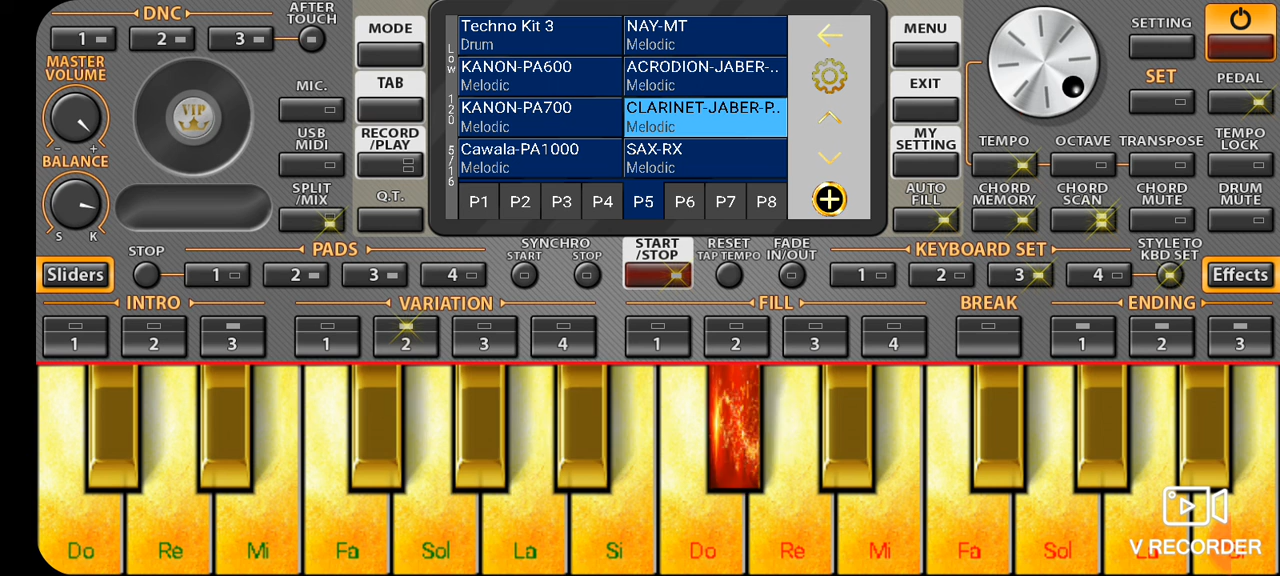 DNC
AFTER
TOUCH
1
2
3
MASTER
VOLUME
- +
BALANCE
S K
VIP
MIC.
USB
MIDI
SPLIT
/MIX
MODE
TAB
RECORD
/PLAY
Q.T.
Low
120
5/16
Techno Kit 3
Drum
NAY-MT
Melodic
KANON-PA600
Melodic
ACRODION-JABER-..
Melodic
KANON-PA700
Melodic
CLARINET-JABER-P..
Melodic
Cawala-PA1000
Melodic
SAX-RX
Melodic
P1 P2 P3 P4 P5 P6 P7 P8
MENU
EXIT
MY
SETTING
AUTO
FILL
SETTING
SET
PEDAL
TEMPO
OCTAVE
TRANSPOSE
TEMPO
LOCK
CHORD
MEMORY
CHORD
SCAN
CHORD
MUTE
DRUM
MUTE
Sliders
STOP
PADS
1
2
3
4
SYNCHRO
START STOP
START
/STOP
RESET
TAP TEMPO
FADE
IN/OUT
KEYBOARD SET
1
2
3
4
STYLE TO
KBD SET
Effects
INTRO
1
2
3
VARIATION
1
2
3
4
FILL
1
2
3
4
BREAK
ENDING
1
2
3
Do Re Mi Fa Sol La Si Do Re Mi Fa Sol
V RECORDER